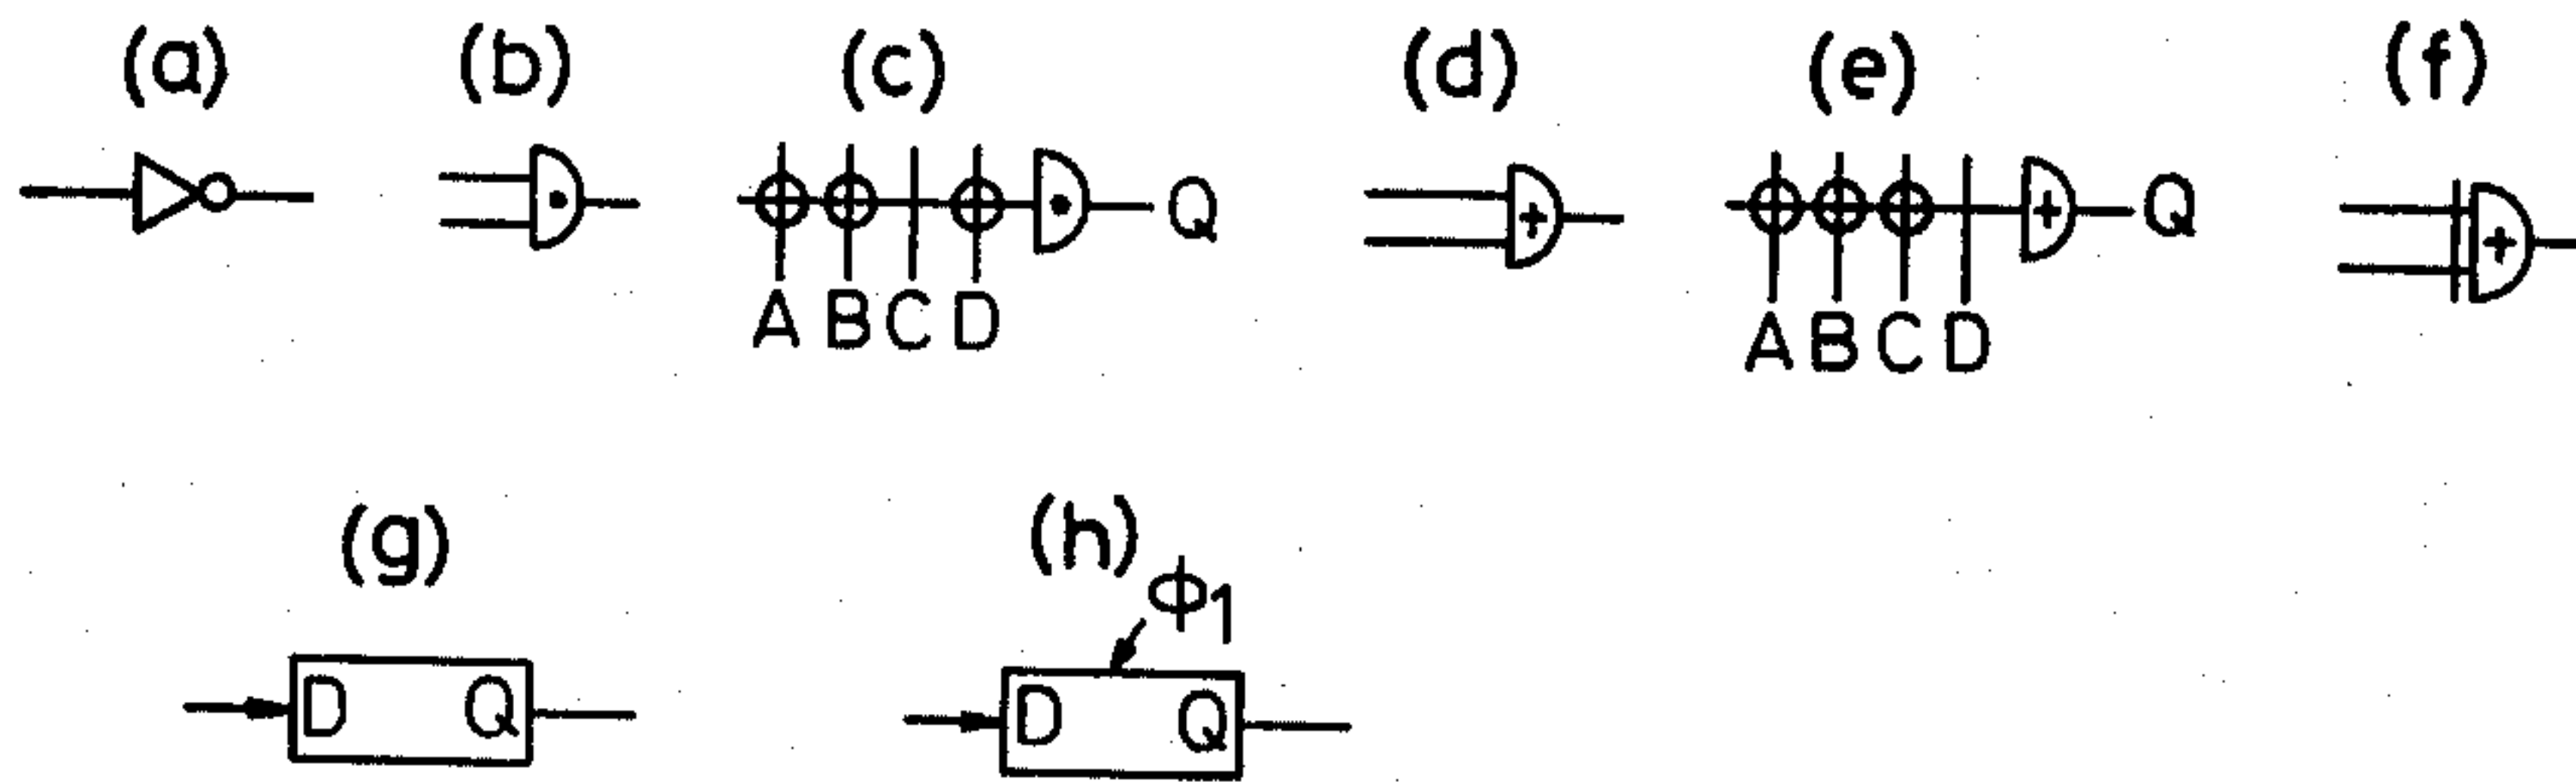 (a) (b) (c) (d) (e) (f)
Q Q
A B C D A B C D
(g) (h)
Φ1
D Q D Q